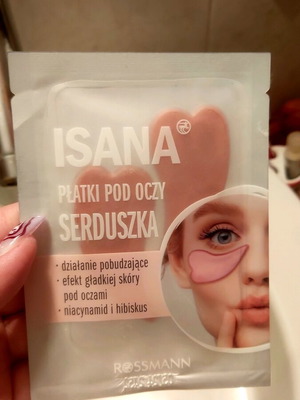 ISANA
PŁATKI POD OCZY
SERDUSZKA
· działanie pobudzające
· efekt gładkiej skóry
pod oczami
· niacynamid i hibiskus
ROSSMANN